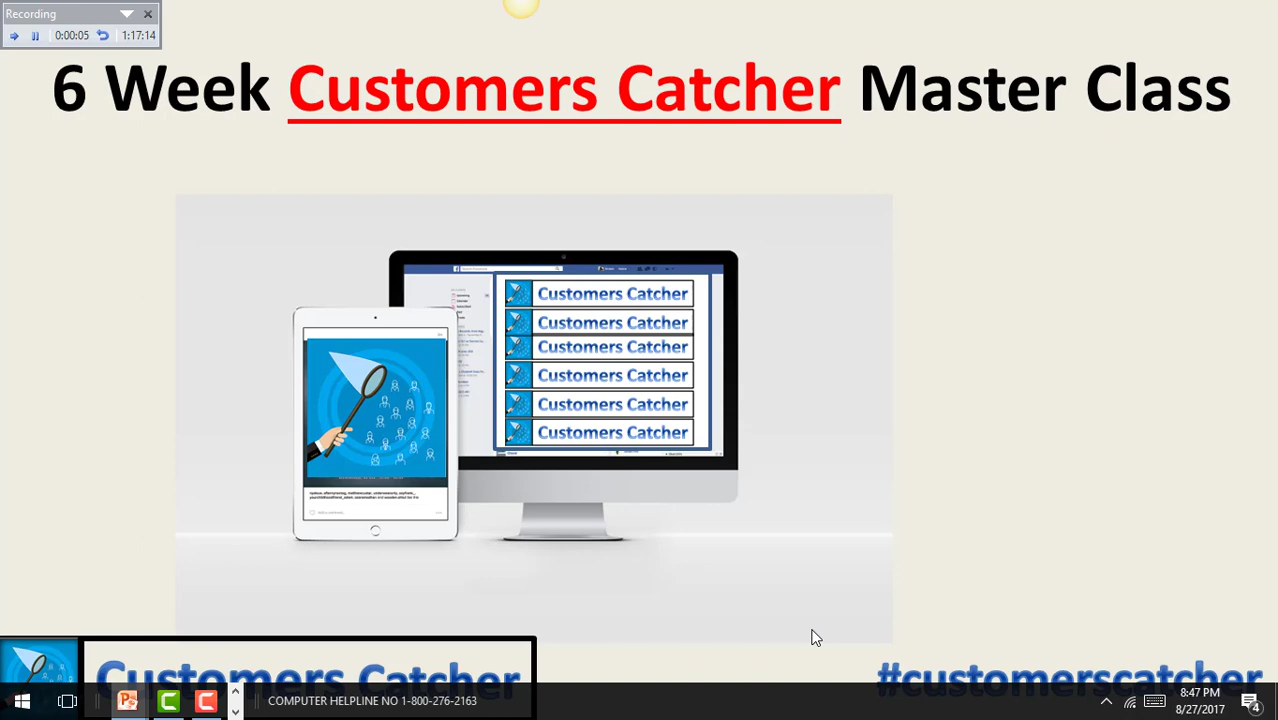 Recording
0:00:05 1:17:14
6 Week Customers Catcher Master Class
Customers Catcher
Customers Catcher
Customers Catcher
Customers Catcher
Customers Catcher
Customers Catcher
Customers Catcher
#customerscatcher
COMPUTER HELPLINE NO 1-800-276-2163
8:47 PM
8/27/2017
4